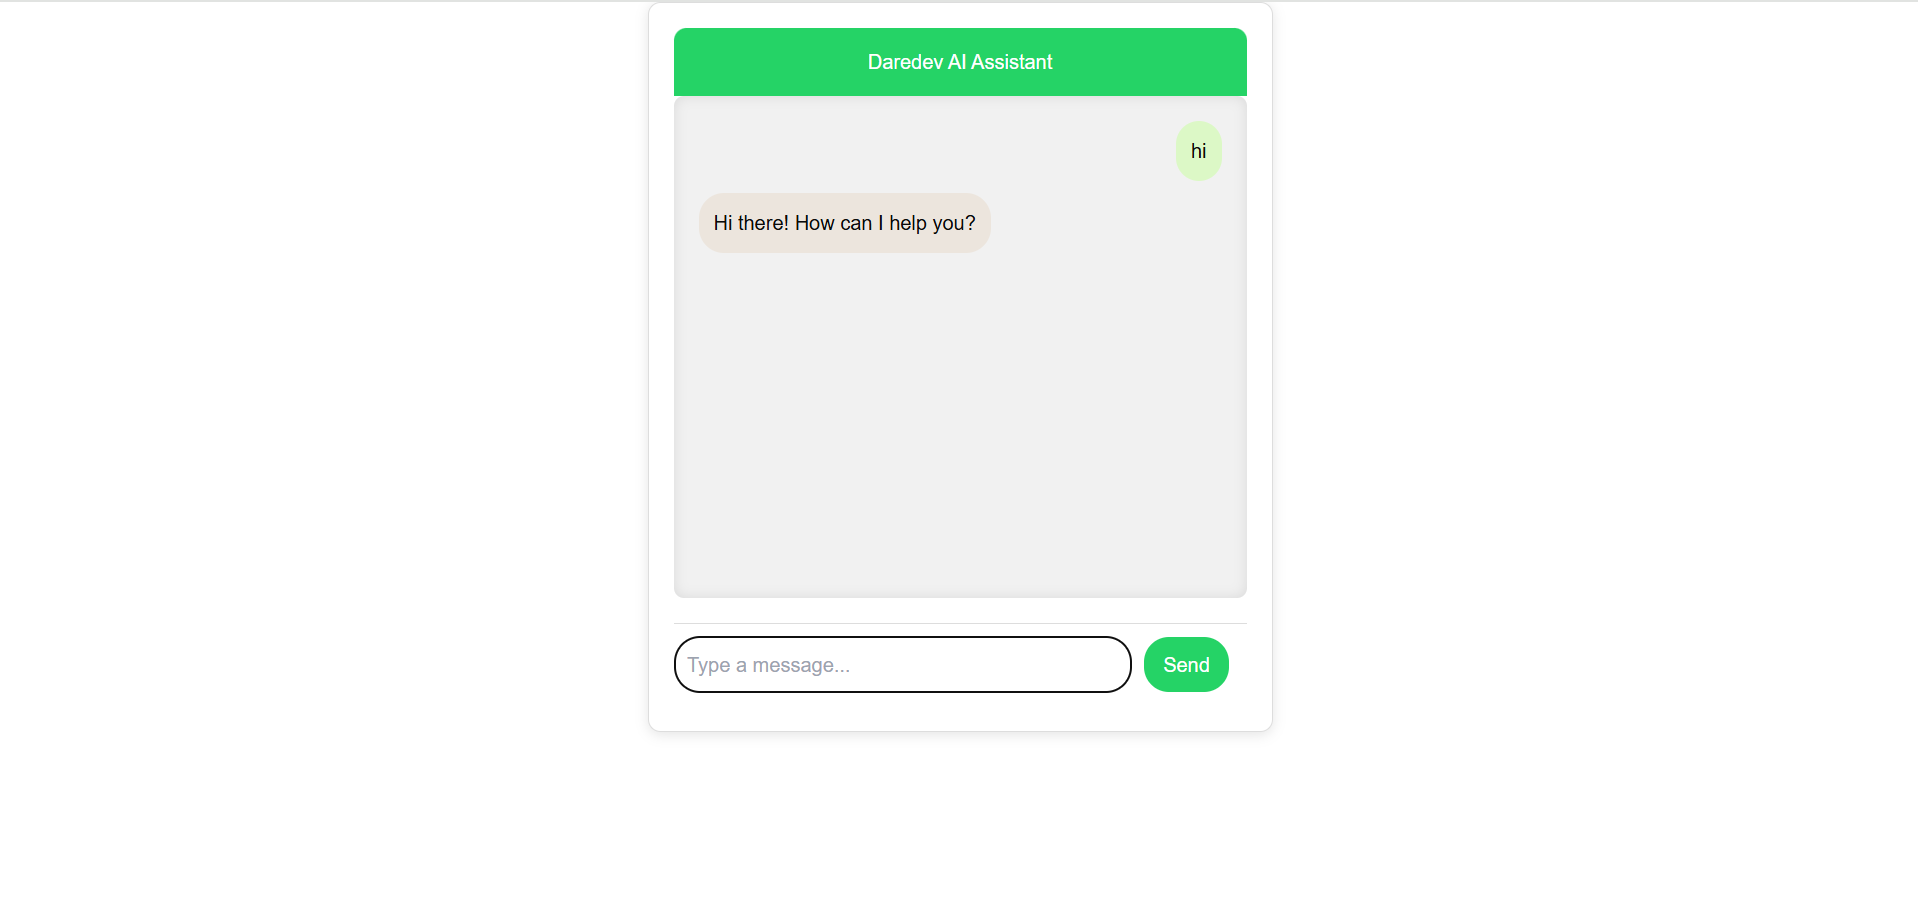 Daredev AI Assistant
hi
Hi there! How can I help you?
Type a message...
Send